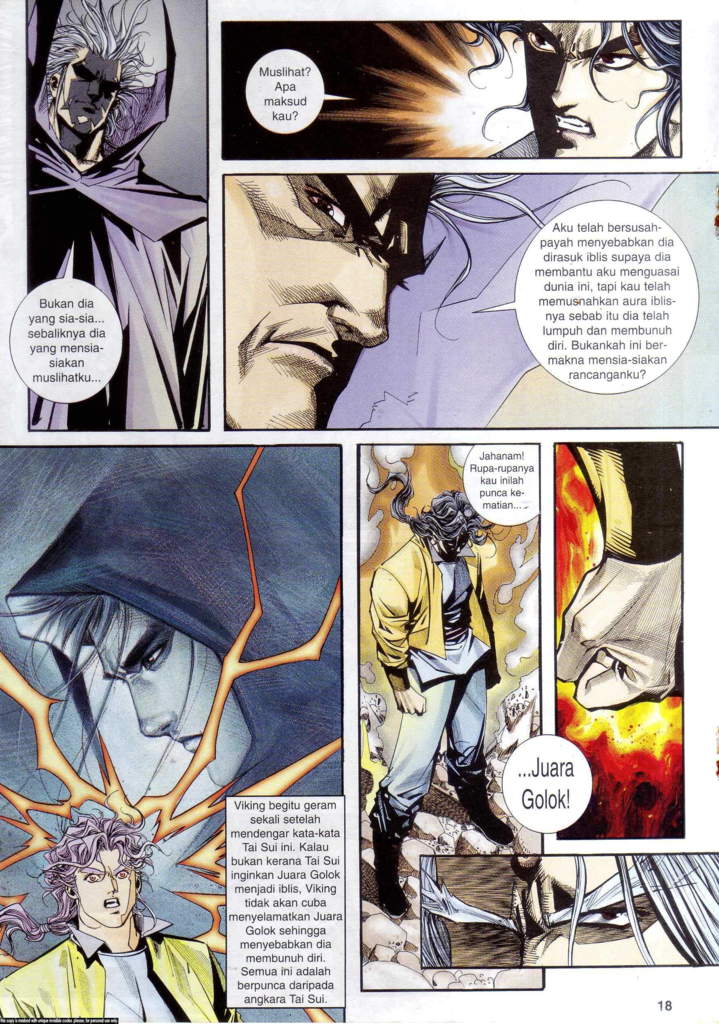 Muslihat?
Apa
maksud
kau?
Bukan dia
yang sia-sia...
sebaliknya dia
yang mensia-
siakan
muslihatku...
Aku telah bersusah-
payah menyebabkan dia
dirasuk iblis supaya dia
membantu aku menguasai
dunia ini, tapi kau telah
memusnahkan aura iblis-
nya sebab itu dia telah
lumpuh dan membunuh
diri. Bukankah ini ber-
makna mensia-siakan
rancanganku?
Viking begitu geram
sekali setelah
mendengar kata-kata
Tai Sui ini. Kalau
bukan kerana Tai Sui
inginkan Juara Golok
menjadi iblis, Viking
tidak akan cuba
menyelamatkan Juara
Golok sehingga
menyebabkan dia
membunuh diri.
Semua ini adalah
berpunca daripada
angkara Tai Sui.
Jahanam!
Rupa-rupanya
kau inilah
punca ke-
matian...
...Juara
Golok!
18